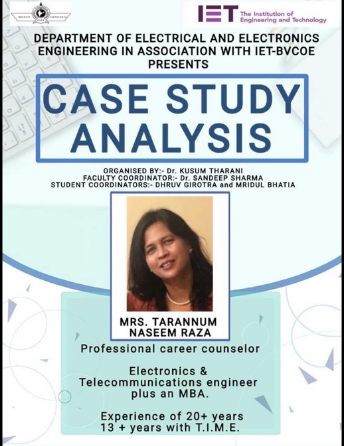 IET The Institution of
Engineering and Technology
DEPARTMENT OF ELECTRICAL AND ELECTRONICS
ENGINEERING IN ASSOCIATION WITH IET-BVCOE
PRESENTS
CASE STUDY
ANALYSIS
ORGANISED BY:- Dr. KUSUM THARANI
FACULTY COORDINATOR:- Dr. SANDEEP SHARMA
STUDENT COORDINATORS:- DHRUV GIROTRA and MRIDUL BHATIA
MRS. TARANNUM
NASEEM RAZA
Professional career counselor
Electronics &
Telecommunications engineer
plus an MBA.
Experience of 20+ years
13 + years with T.I.M.E.